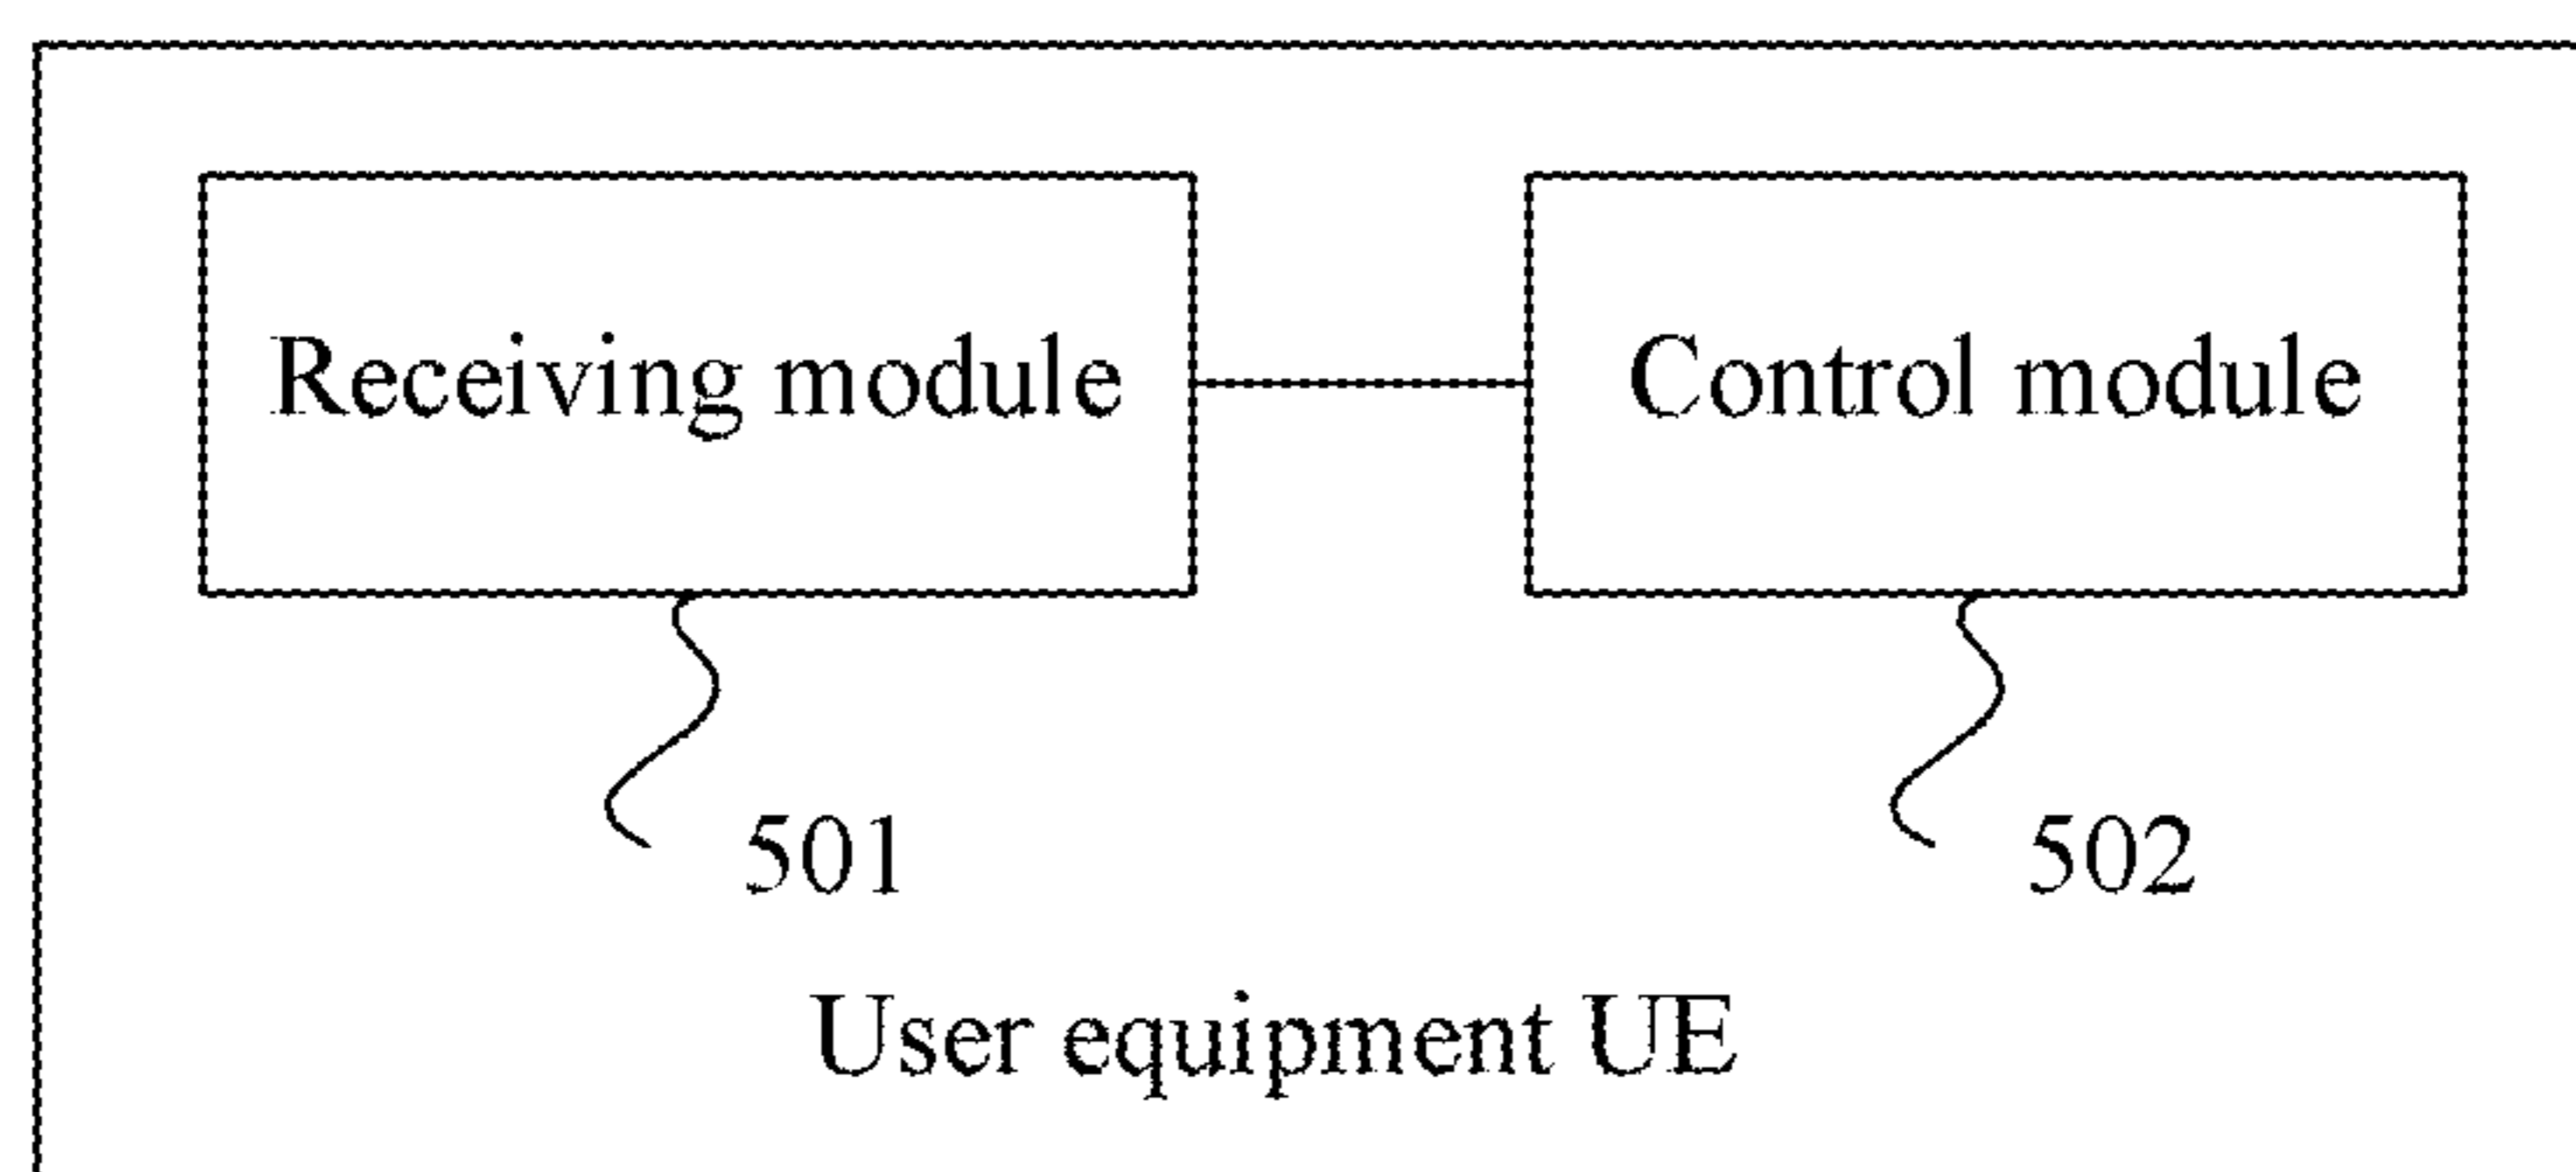 Receiving module
Control module
501
502
User equipment UE